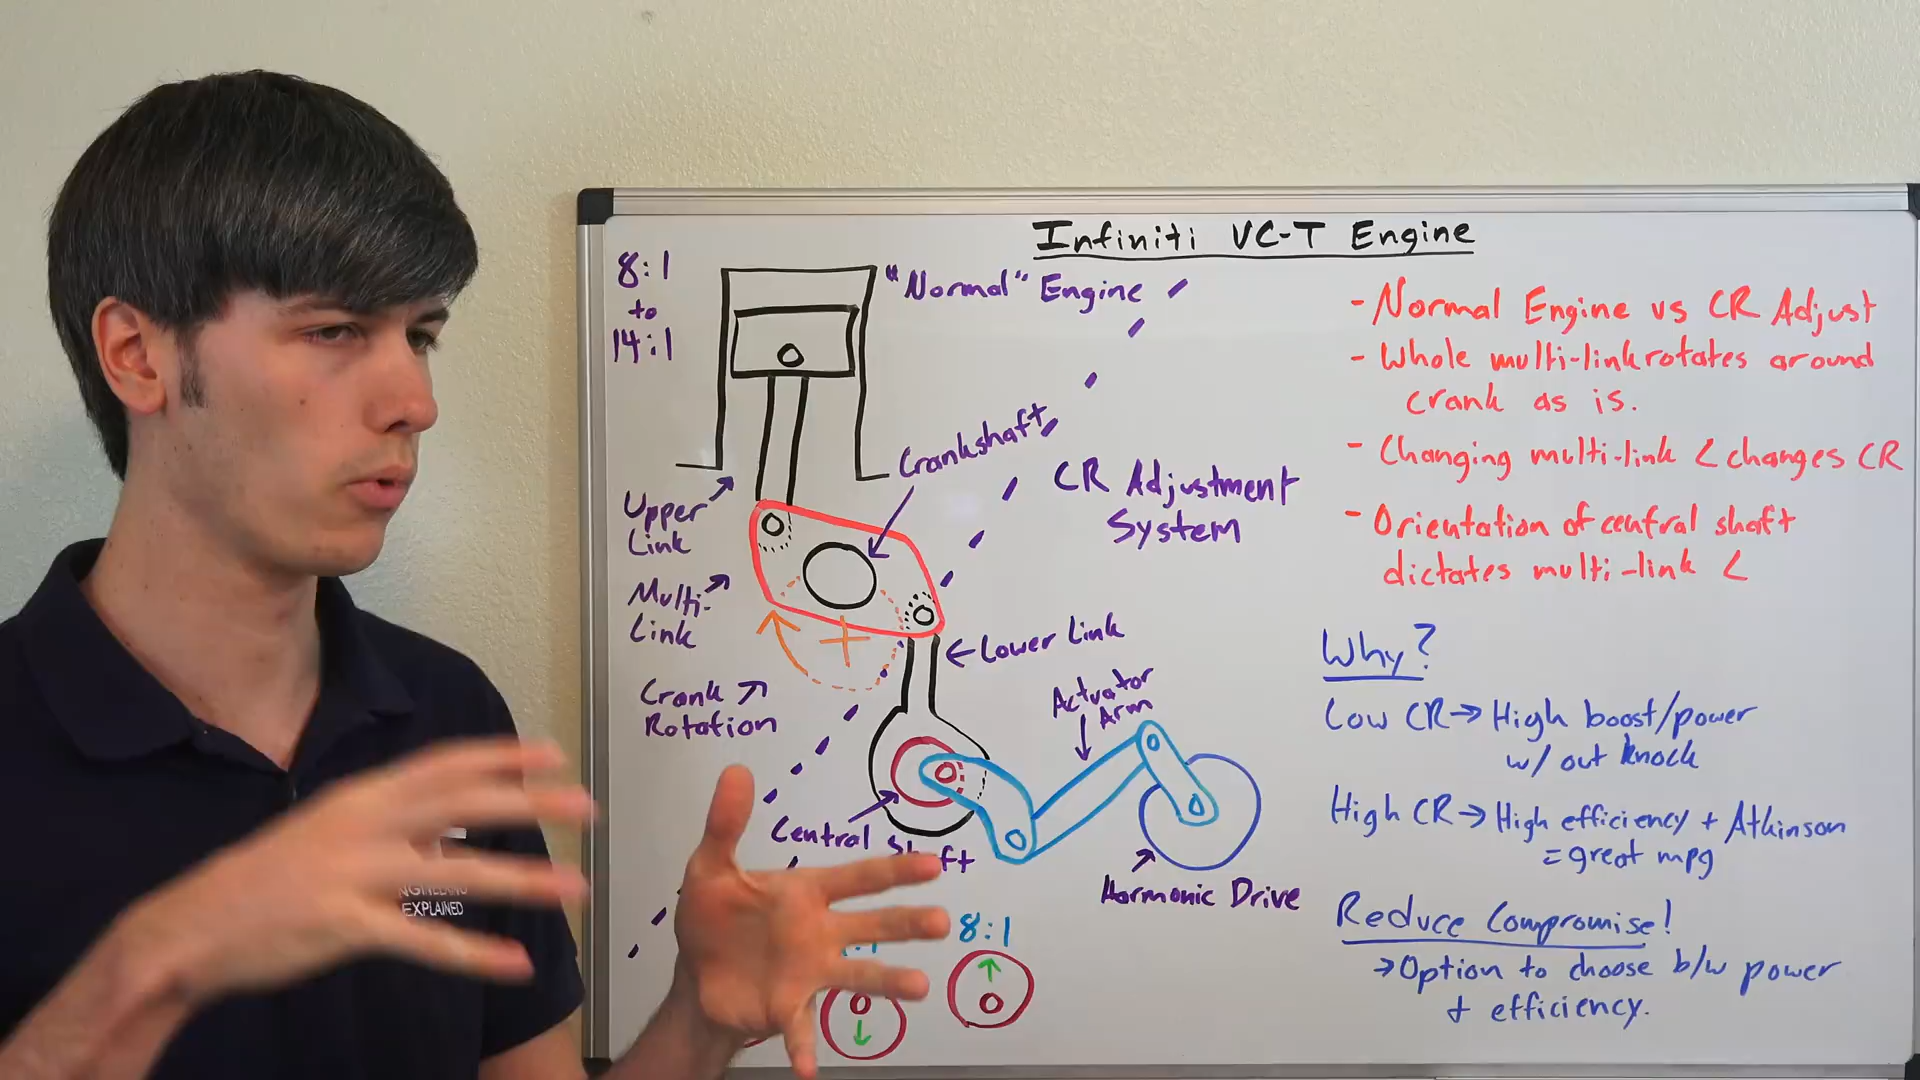 Infiniti VC-T Engine
8:1
to
14:1
"Normal" Engine
Crankshaft
Upper
Link
Multi-
Link
Crank
Rotation
CR Adjustment
System
Lower Link
Actuator
Arm
Central Shaft
Harmonic Drive
8:1
- Normal Engine vs CR Adjust
- Whole multi-link rotates around
crank as is.
- Changing multi-link < changes CR
- Orientation of central shaft
dictates multi-link <
Why?
Low CR → High boost/power
w/out knock
High CR → High efficiency + Atkinson
= great mpg
Reduce Compromise!
→ Option to choose b/w power
+ efficiency.
EXPLAINED